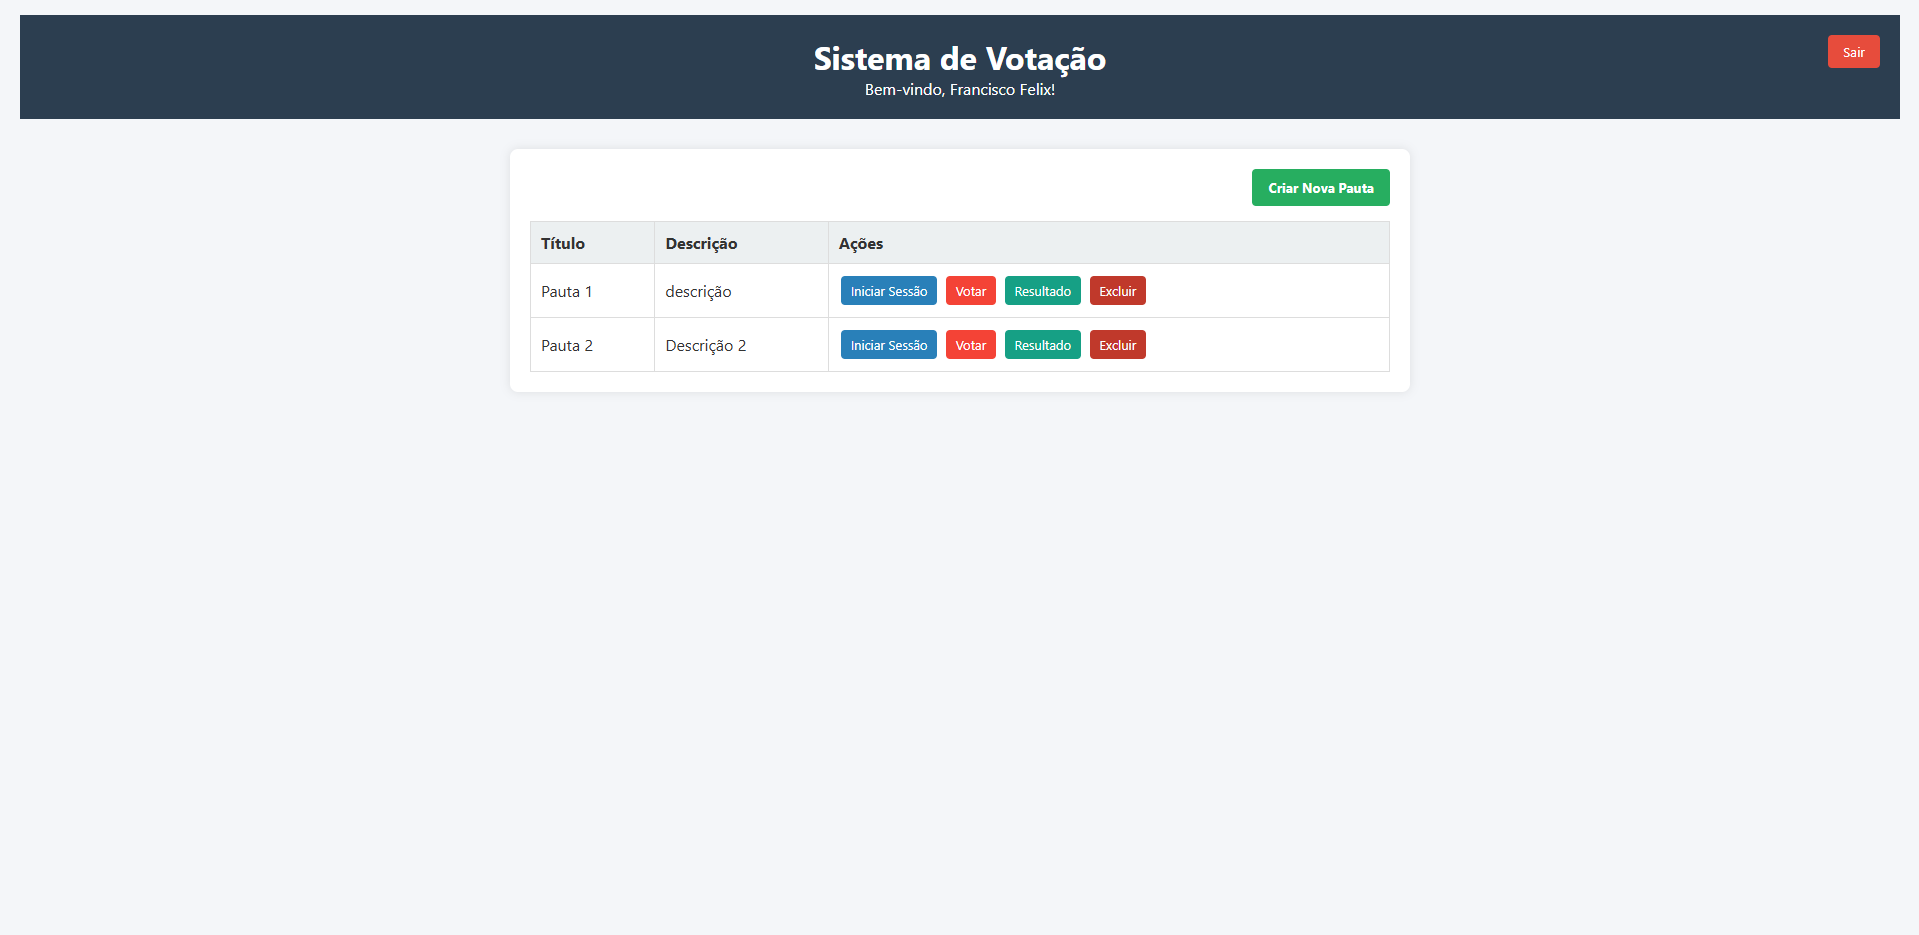 Sistema de Votação
Bem-vindo, Francisco Felix!
Sair
Criar Nova Pauta
Título Descrição Ações
Pauta 1 descrição Iniciar Sessão Votar Resultado Excluir
Pauta 2 Descrição 2 Iniciar Sessão Votar Resultado Excluir